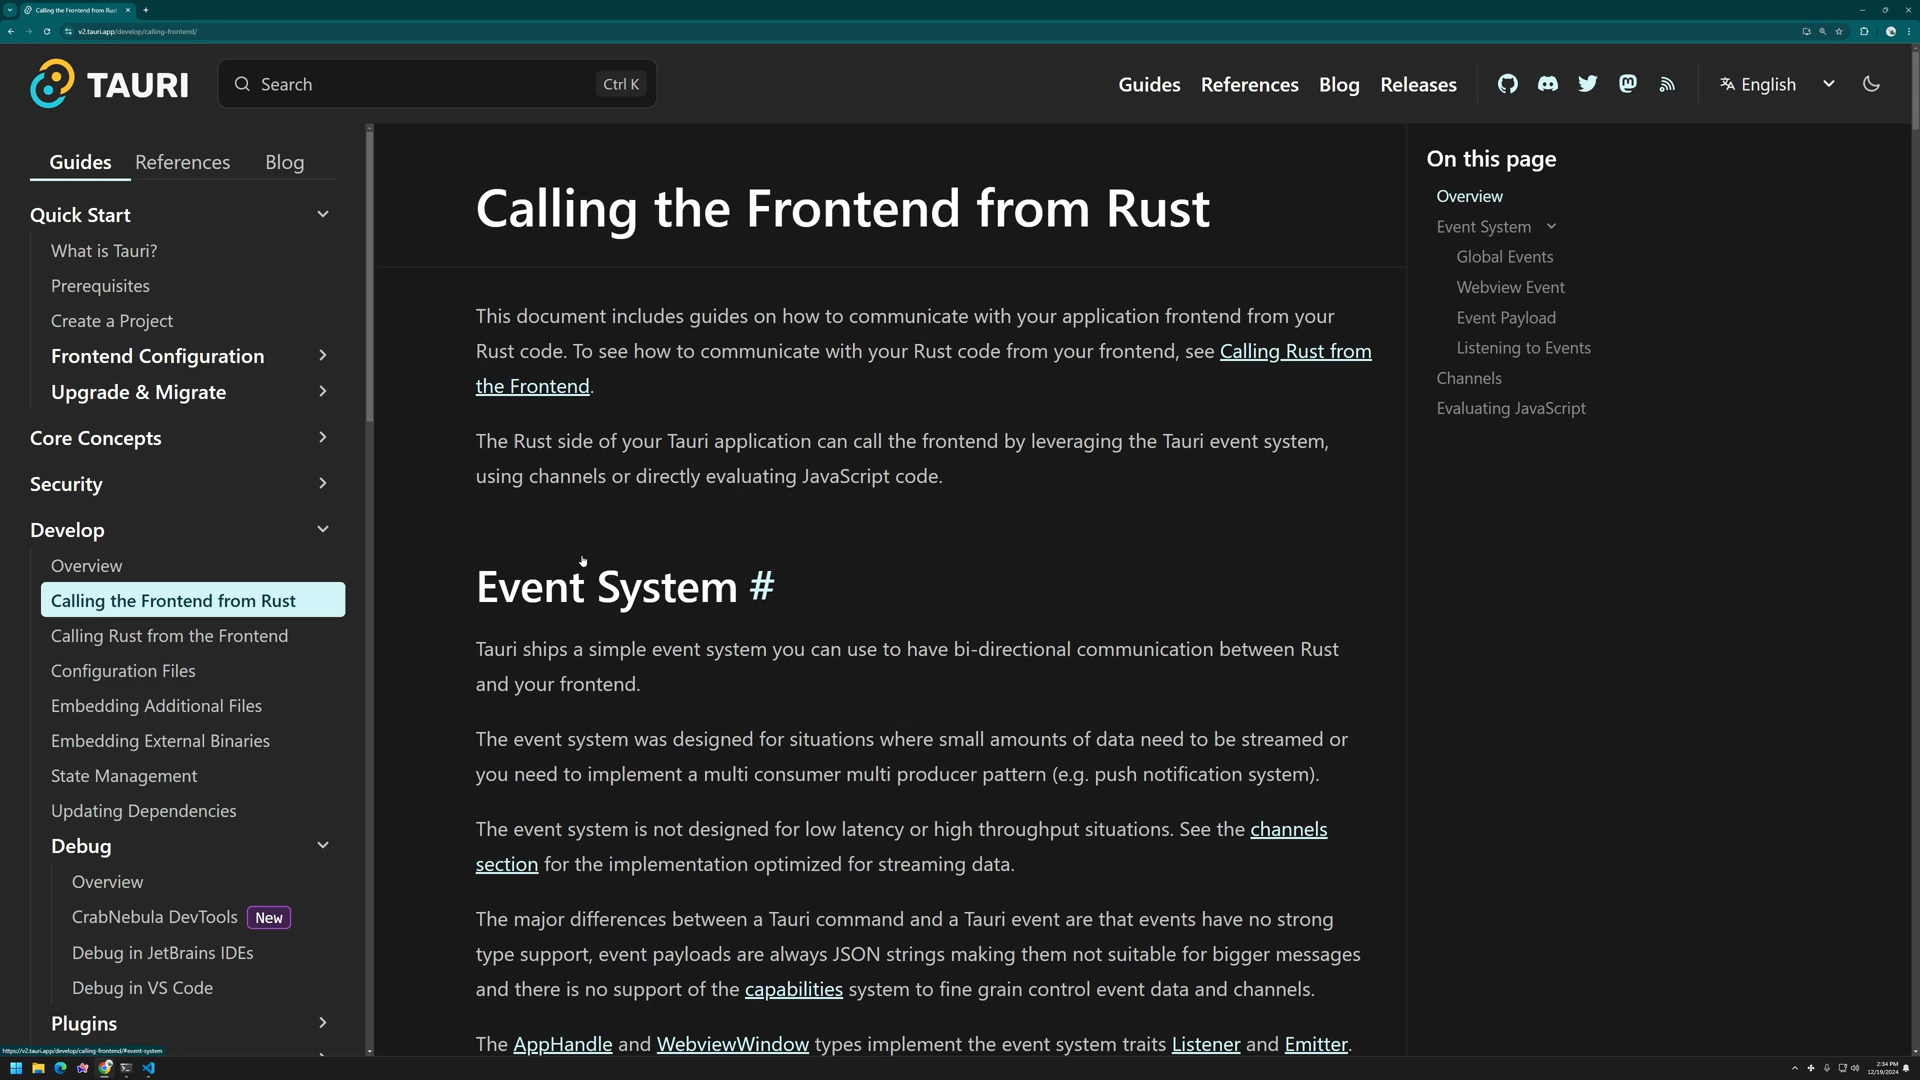 Calling the Frontend from Rust
v2.tauri.app/develop/calling-frontend/
TAURI
Search
Ctrl K
Guides
References
Blog
Releases
English
Guides
References
Blog
Quick Start
What is Tauri?
Prerequisites
Create a Project
Frontend Configuration
Upgrade & Migrate
Core Concepts
Security
Develop
Overview
Calling the Frontend from Rust
Calling Rust from the Frontend
Configuration Files
Embedding Additional Files
Embedding External Binaries
State Management
Updating Dependencies
Debug
Overview
CrabNebula DevTools New
Debug in JetBrains IDEs
Debug in VS Code
Plugins
Calling the Frontend from Rust
This document includes guides on how to communicate with your application frontend from your
Rust code. To see how to communicate with your Rust code from your frontend, see Calling Rust from
the Frontend.
The Rust side of your Tauri application can call the frontend by leveraging the Tauri event system,
using channels or directly evaluating JavaScript code.
Event System #
Tauri ships a simple event system you can use to have bi-directional communication between Rust
and your frontend.
The event system was designed for situations where small amounts of data need to be streamed or
you need to implement a multi consumer multi producer pattern (e.g. push notification system).
The event system is not designed for low latency or high throughput situations. See the channels
section for the implementation optimized for streaming data.
The major differences between a Tauri command and a Tauri event are that events have no strong
type support, event payloads are always JSON strings making them not suitable for bigger messages
and there is no support of the capabilities system to fine grain control event data and channels.
The AppHandle and WebviewWindow types implement the event system traits Listener and Emitter.
On this page
Overview
Event System
Global Events
Webview Event
Event Payload
Listening to Events
Channels
Evaluating JavaScript
https://v2.tauri.app/develop/calling-frontend/#event-system
2:34 PM
12/19/2024